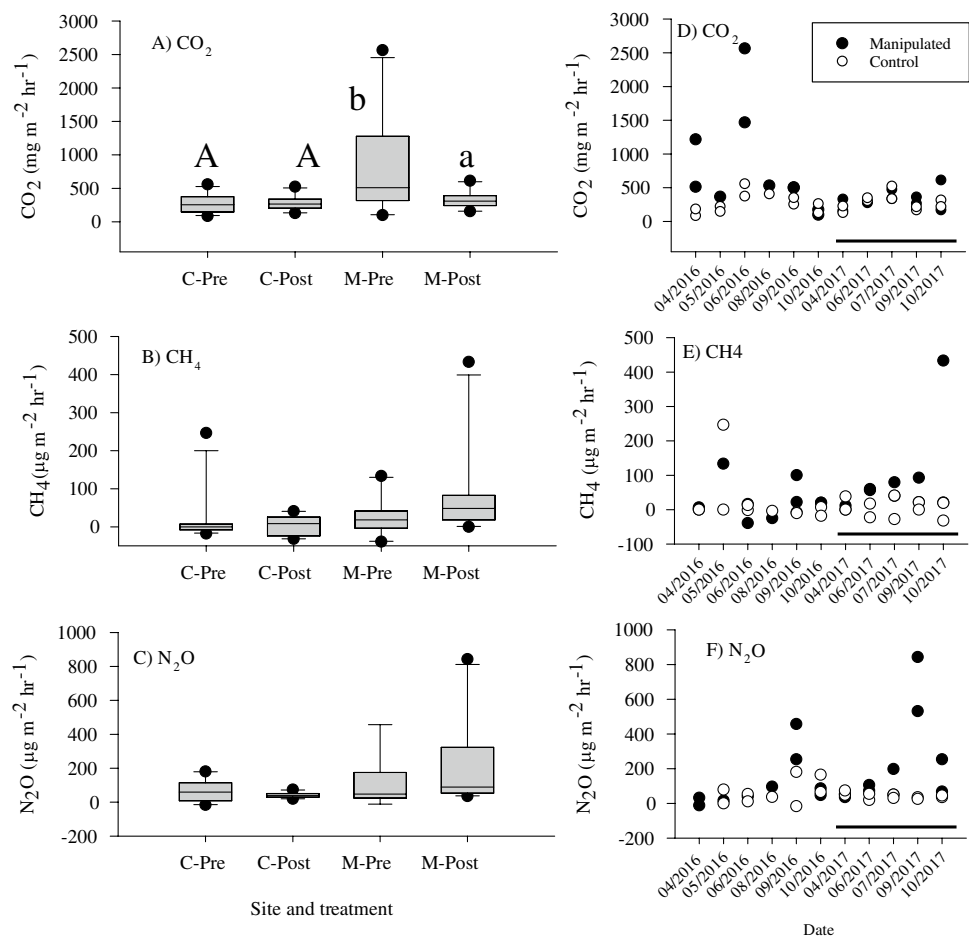 A) CO2
CO2 (mg m-2 hr-1)
3000
2500
2000
1500
1000
500
0
A
A
b
a
C-Pre C-Post M-Pre M-Post
B) CH4
CH4(µg m-2 hr-1)
500
400
300
200
100
0
C-Pre C-Post M-Pre M-Post
C) N2O
N2O (µg m-2 hr-1)
1000
800
600
400
200
0
-200
C-Pre C-Post M-Pre M-Post
Site and treatment
D) CO2
Manipulated
Control
CO2 (mg m-2 hr-1)
3000
2500
2000
1500
1000
500
0
04/2016 05/2016 06/2016 08/2016 09/2016 10/2016 04/2017 06/2017 07/2017 09/2017 10/2017
E) CH4
CH4 (µg m-2 hr-1)
500
400
300
200
100
0
-100
04/2016 05/2016 06/2016 08/2016 09/2016 10/2016 04/2017 06/2017 07/2017 09/2017 10/2017
F) N2O
N2O (µg m-2 hr-1)
1000
800
600
400
200
0
-200
04/2016 05/2016 06/2016 08/2016 09/2016 10/2016 04/2017 06/2017 07/2017 09/2017 10/2017
Date